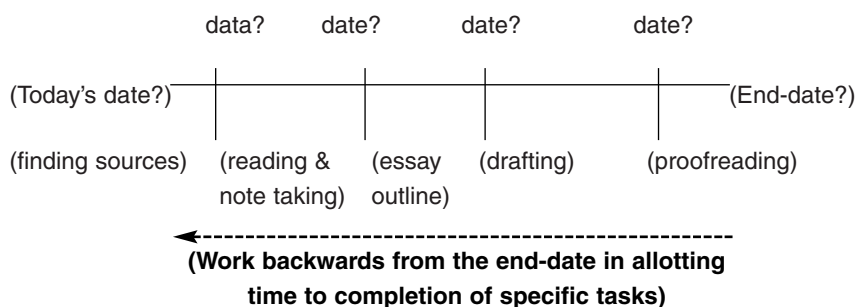 data? date? date? date?
(Today's date?) (End-date?)
(finding sources) (reading & (essay (drafting) (proofreading)
note taking) outline)
(Work backwards from the end-date in allotting
time to completion of specific tasks)